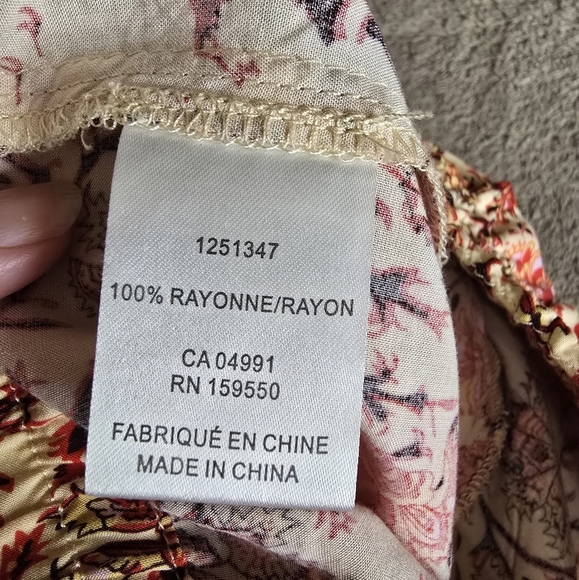 1251347
100% RAYONNE/RAYON
CA 04991
RN 159550
FABRIQUÉ EN CHINE
MADE IN CHINA